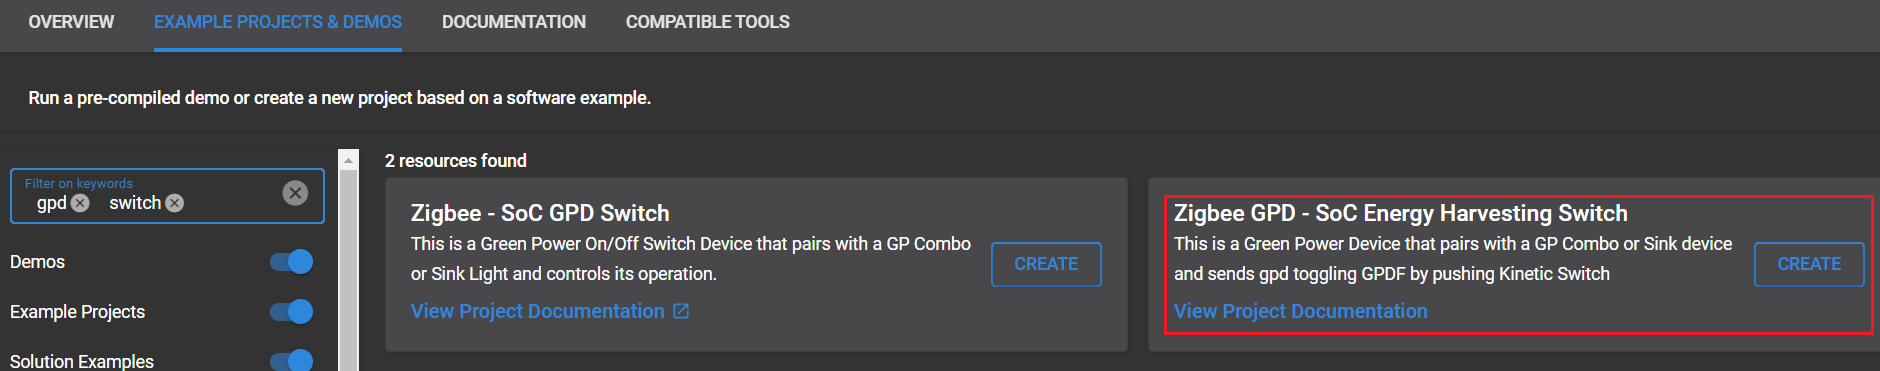 OVERVIEW EXAMPLE PROJECTS & DEMOS DOCUMENTATION COMPATIBLE TOOLS
Run a pre-compiled demo or create a new project based on a software example.
Filter on keywords
gpd switch
Demos
Example Projects
Solution Examples
2 resources found
Zigbee - SoC GPD Switch
This is a Green Power On/Off Switch Device that pairs with a GP Combo
or Sink Light and controls its operation.
View Project Documentation
CREATE
Zigbee GPD - SoC Energy Harvesting Switch
This is a Green Power Device that pairs with a GP Combo or Sink device
and sends gpd toggling GPDF by pushing Kinetic Switch
View Project Documentation
CREATE